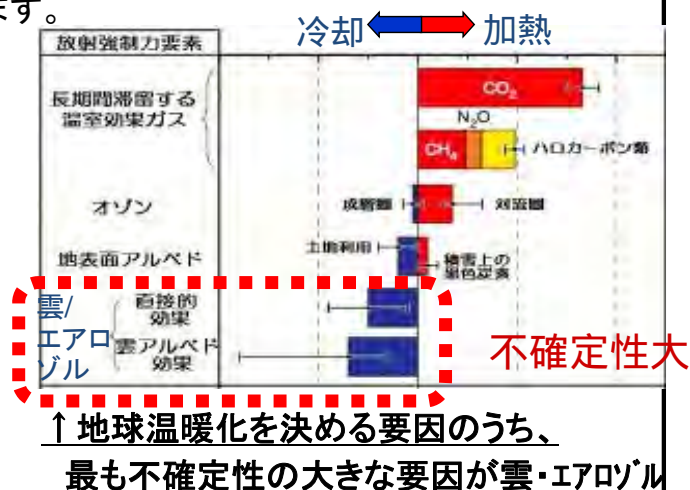 ます。
冷却 加熱
放射強制力要素
長期間滞留する
温室効果ガス
CO₂
N₂O
CH₄
ハロカーボン類
オゾン
成層圏
対流圏
地表面アルベド
土地利用
積雪上の
黒色炭素
雲/
エアロ
ゾル
直接的
効果
雲アルベド
効果
不確定性大
↑地球温暖化を決める要因のうち、
最も不確定性の大きな要因が雲・エアロゾル